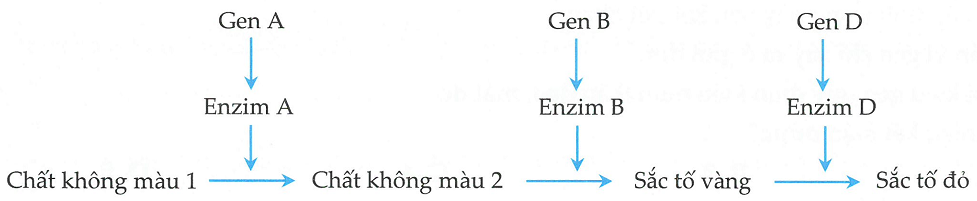 Gen A Gen B Gen D
Enzim A Enzim B Enzim D
Chất không màu 1 Chất không màu 2 Sắc tố vàng Sắc tố đỏ